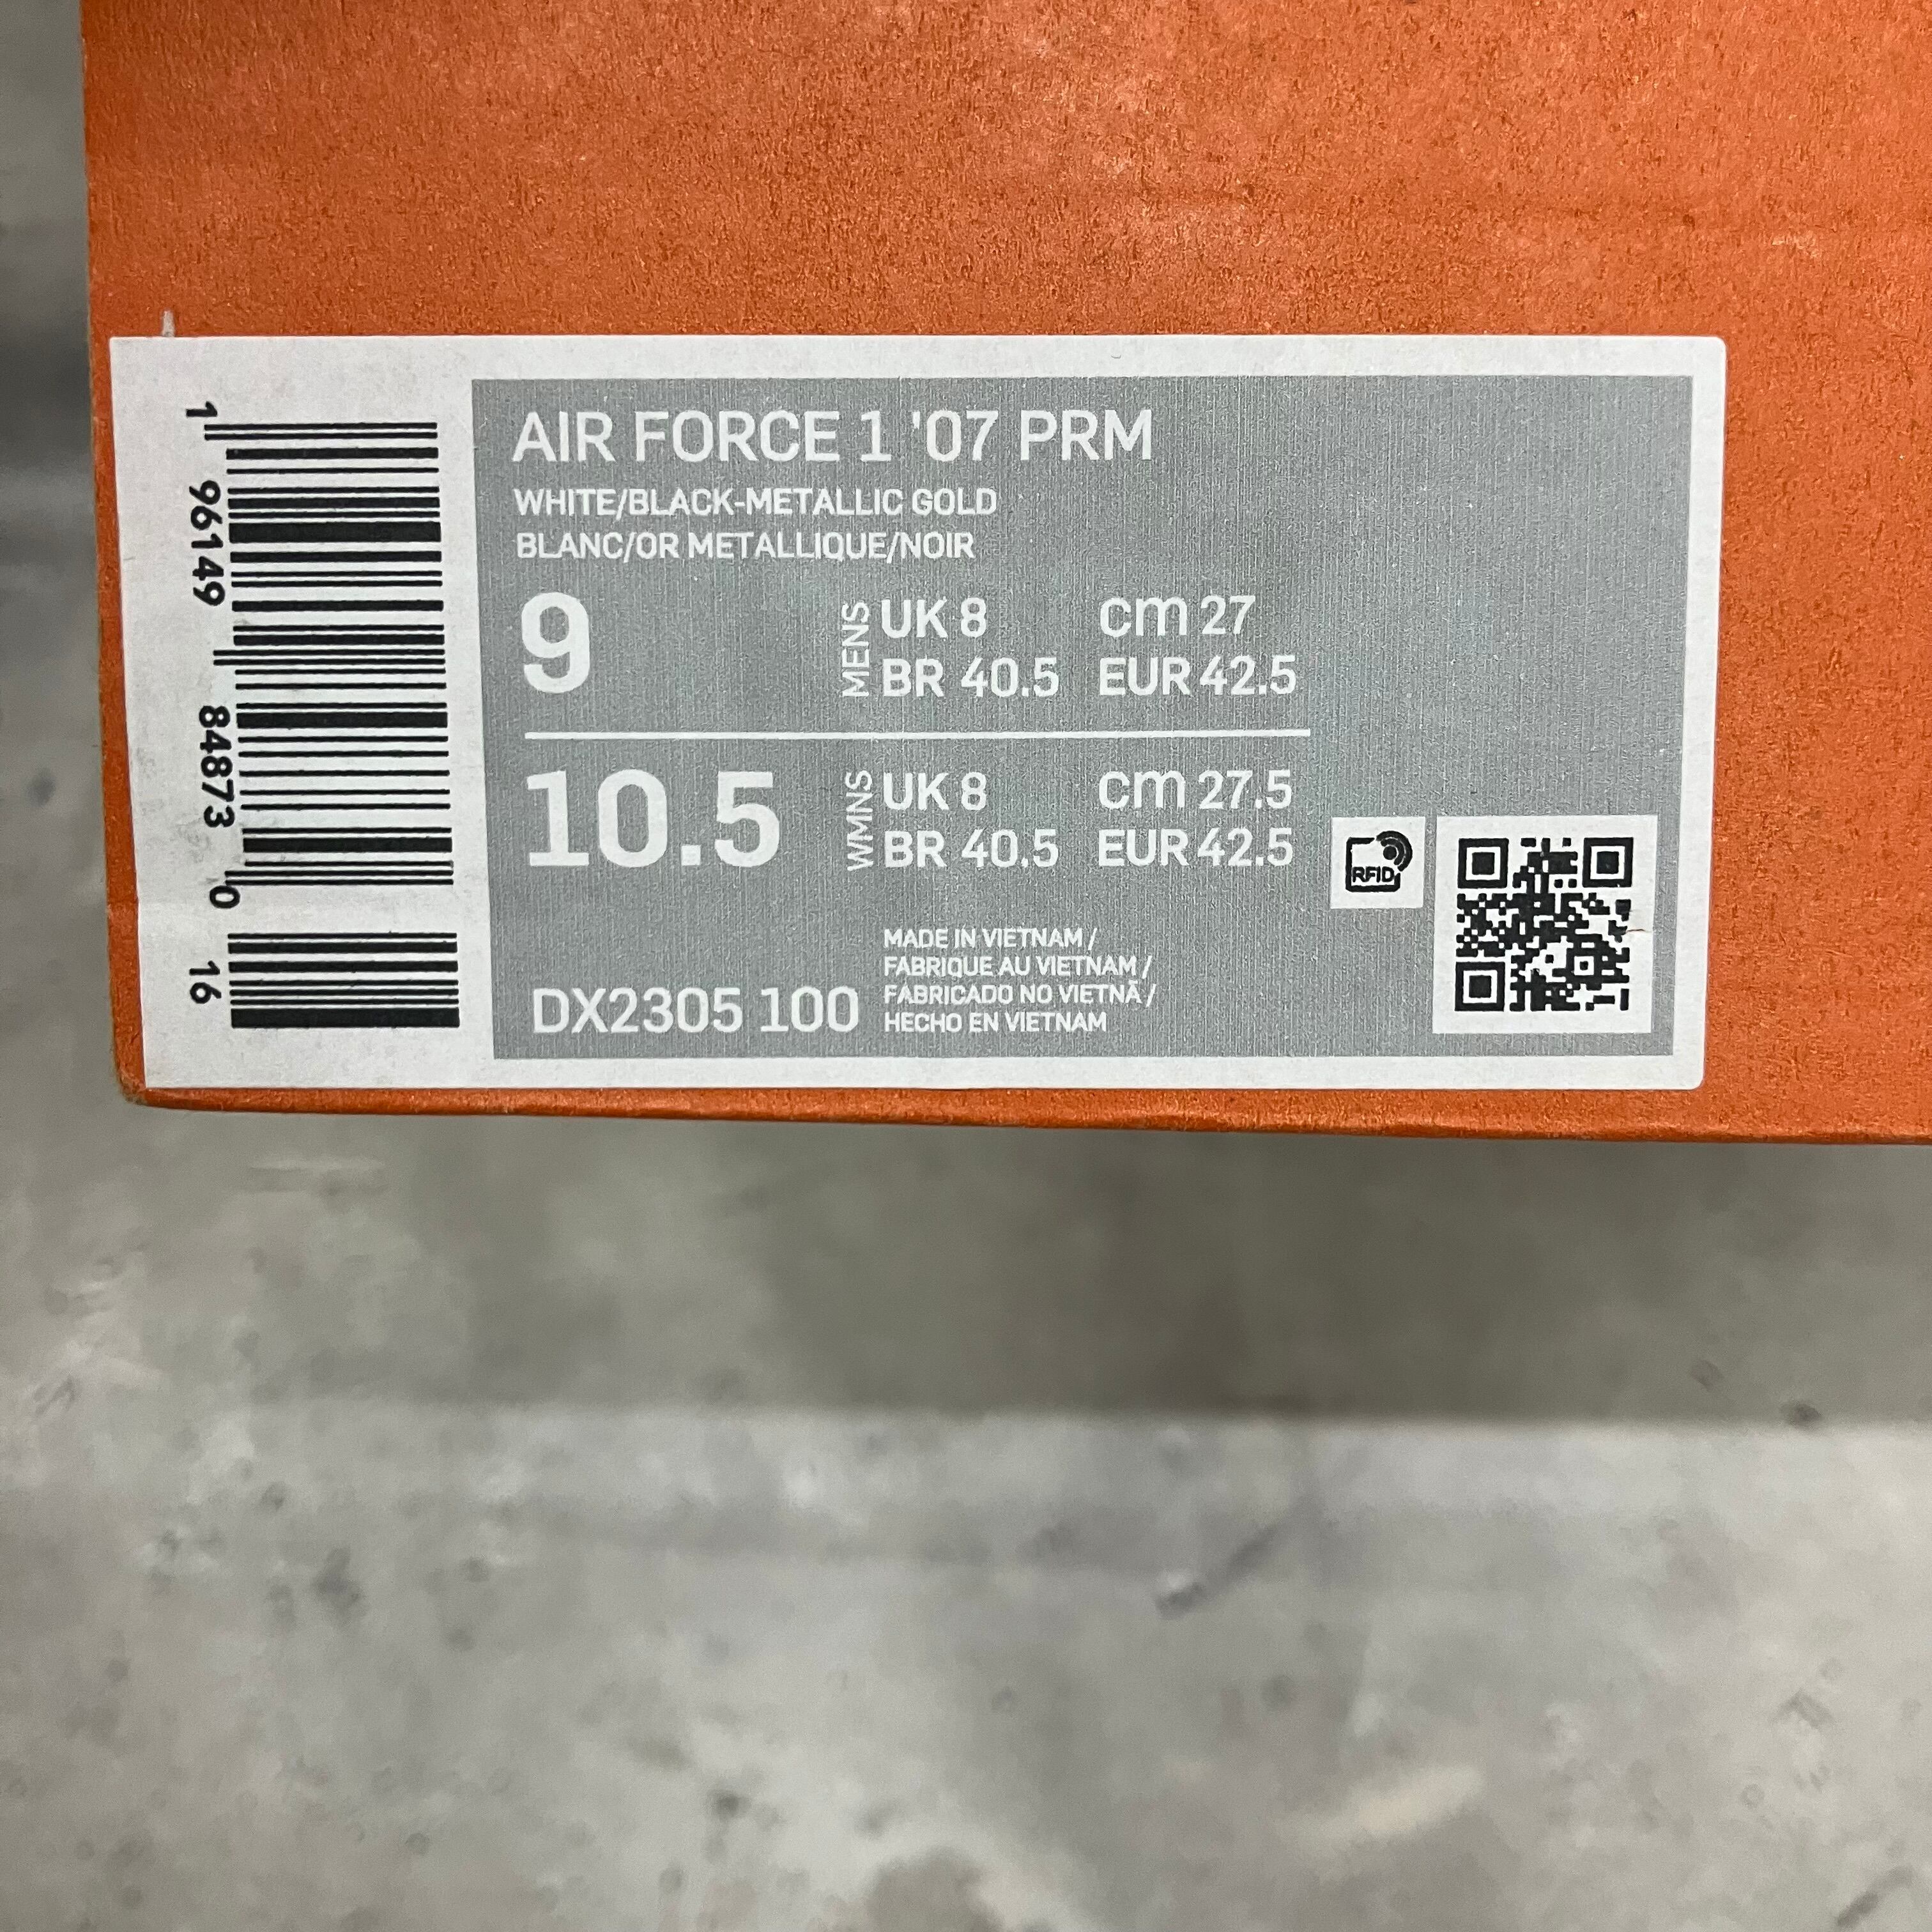 AIR FORCE 1 '07 PRM
WHITE/BLACK-METALLIC GOLD
BLANC/OR METALLIQUE/NOIR
9 MENS UK 8 cm 27
BR 40.5 EUR 42.5
10.5 WMNS UK 8 cm 27.5
BR 40.5 EUR 42.5
RFID
MADE IN VIETNAM /
FABRIQUE AU VIETNAM /
FABRICADO NO VIETNÃ /
HECHO EN VIETNAM
DX2305 100
1 96149 84873 0 16